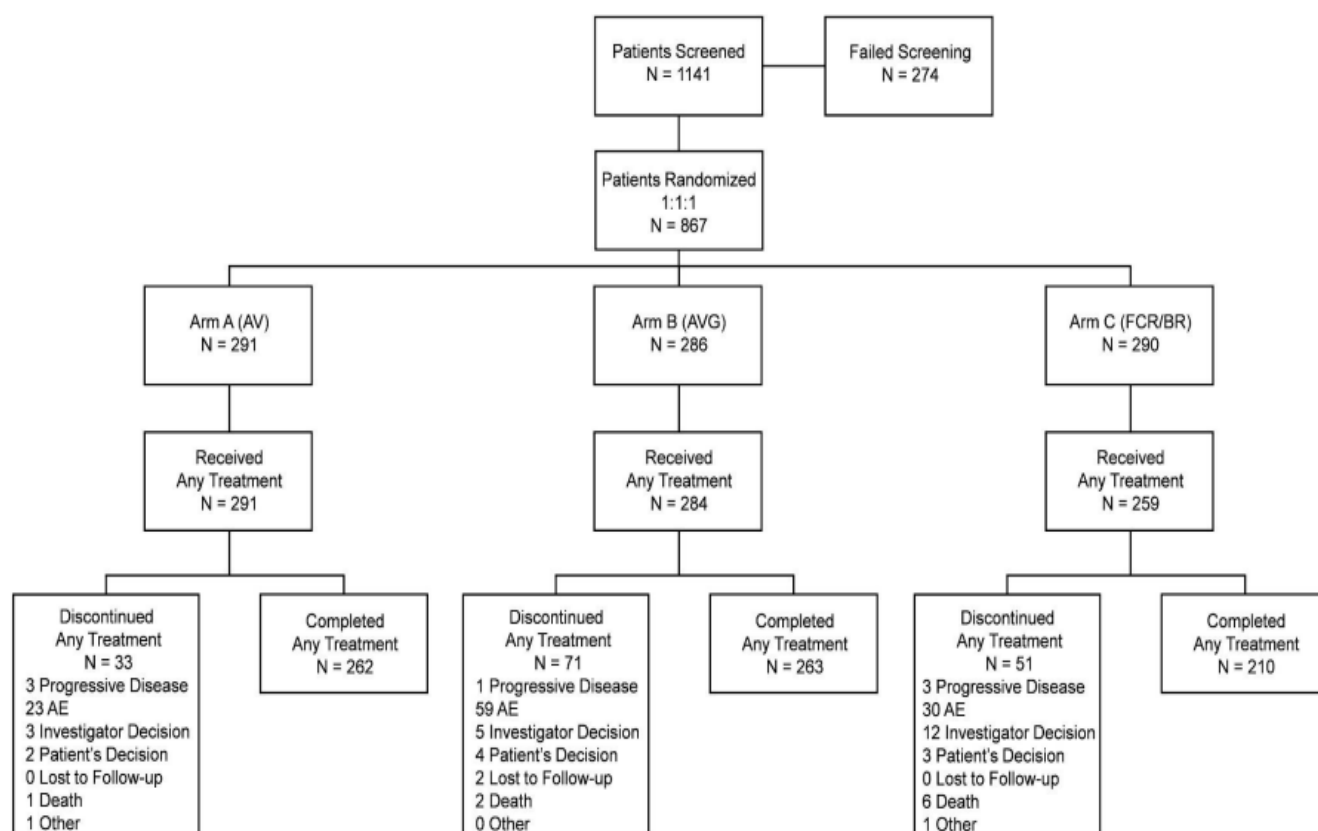 Patients Screened
N = 1141
Failed Screening
N = 274
Patients Randomized
1:1:1
N = 867
Arm A (AV)
N = 291
Arm B (AVG)
N = 286
Arm C (FCR/BR)
N = 290
Received
Any Treatment
N = 291
Received
Any Treatment
N = 284
Received
Any Treatment
N = 259
Discontinued
Any Treatment
N = 33
3 Progressive Disease
23 AE
3 Investigator Decision
2 Patient's Decision
0 Lost to Follow-up
1 Death
1 Other
Completed
Any Treatment
N = 262
Discontinued
Any Treatment
N = 71
1 Progressive Disease
59 AE
5 Investigator Decision
4 Patient's Decision
2 Lost to Follow-up
2 Death
0 Other
Completed
Any Treatment
N = 263
Discontinued
Any Treatment
N = 51
3 Progressive Disease
30 AE
12 Investigator Decision
3 Patient's Decision
0 Lost to Follow-up
6 Death
1 Other
Completed
Any Treatment
N = 210